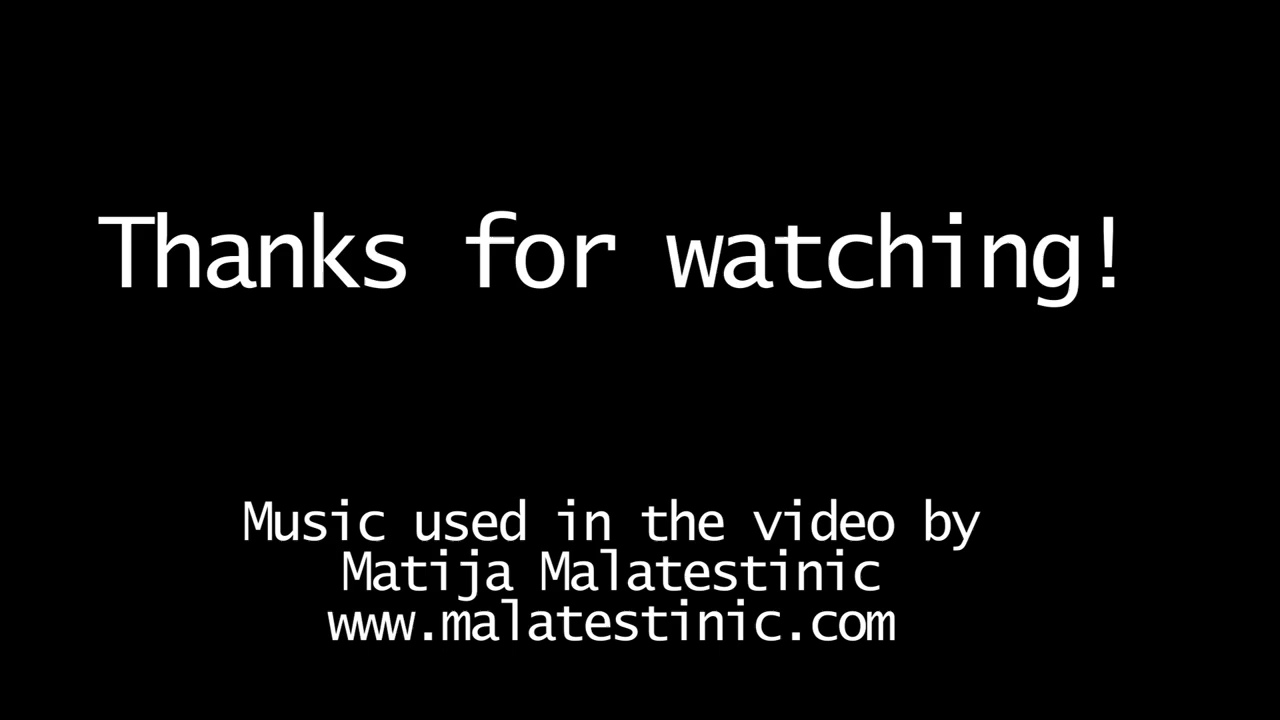 Thanks for watching!
Music used in the video by
Matija Malatestinic
www.malatestinic.com